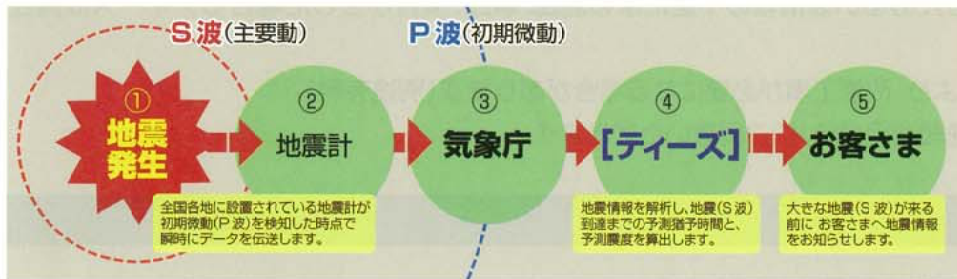 S波(主要動)
P波(初期微動)
①
地震
発生
②
地震計
③
気象庁
④
[ティーズ]
⑤
お客さま
全国各地に設置されている地震計が
初期微動(P波)を検知した時点で
瞬時にデータを伝送します。
地震情報を解析し、地震(S波)
到達までの予測猶予時間と、
予測震度を算出します。
大きな地震(S波)が来る
前に お客さまへ地震情報
をお知らせします。